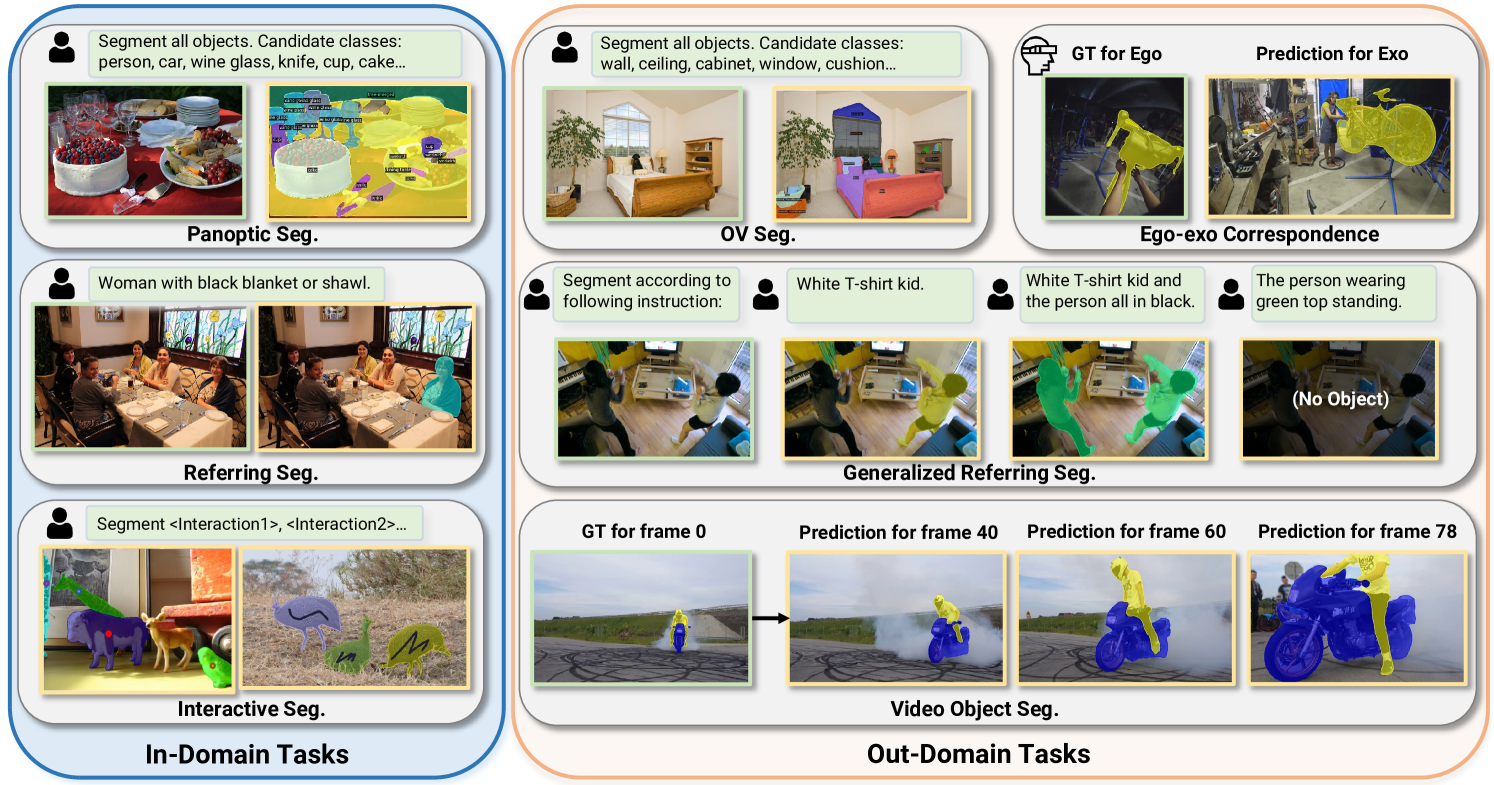 Segment all objects. Candidate classes:
person, car, wine glass, knife, cup, cake...
Panoptic Seg.
Woman with black blanket or shawl.
Referring Seg.
Segment <Interaction1>, <Interaction2>...
Interactive Seg.
In-Domain Tasks
Segment all objects. Candidate classes:
wall, ceiling, cabinet, window, cushion...
OV Seg.
GT for Ego
Prediction for Exo
Ego-exo Correspondence
Segment according to
following instruction:
White T-shirt kid.
White T-shirt kid and
the person all in black.
The person wearing
green top standing.
(No Object)
Generalized Referring Seg.
GT for frame 0
Prediction for frame 40
Prediction for frame 60
Prediction for frame 78
Video Object Seg.
Out-Domain Tasks